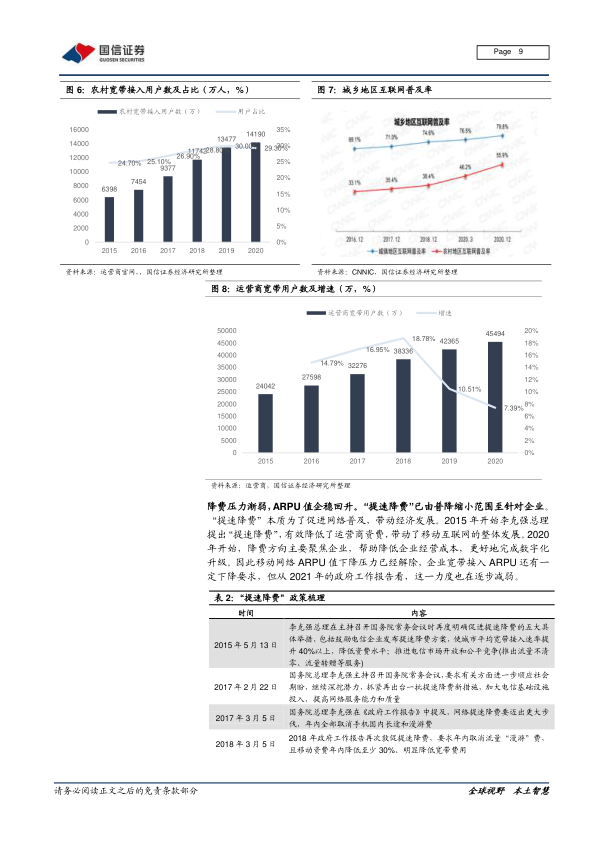 国信证券
GUOSEN SECURITIES
Page 9
图 6：农村宽带接入用户数及占比（万人，%）
农村宽带接入用户数（万） 用户占比
16000
14000
12000
10000
8000
6000
4000
2000
0
6398
7454
9377
11742
13477
14190
24.70%
25.10%
26.90%
28.80%
30.00%
29.30%
35%
30%
25%
20%
15%
10%
5%
0%
2015 2016 2017 2018 2019 2020
资料来源：运营商官网，，国信证券经济研究所整理
图 7：城乡地区互联网普及率
城乡地区互联网普及率
69.1% 71.0% 74.6% 76.5% 79.8%
33.1% 35.4% 38.4% 46.2% 55.9%
2016.12 2017.12 2018.12 2020.3 2020.12
城镇地区互联网普及率 农村地区互联网普及率
资料来源：CNNIC，国信证券经济研究所整理
图 8：运营商宽带用户数及增速（万，%）
运营商宽带用户数（万） 增速
50000
45000
40000
35000
30000
25000
20000
15000
10000
5000
0
24042
27598
32276
38336
42365
45494
14.79%
16.95%
18.78%
10.51%
7.39%
20%
18%
16%
14%
12%
10%
8%
6%
4%
2%
0%
2015 2016 2017 2018 2019 2020
资料来源：运营商，国信证券经济研究所整理
降费压力渐弱，ARPU 值企稳回升。“提速降费”已由普降缩小范围至针对企业。
“提速降费”本质为了促进网络普及，带动经济发展。2015 年开始李克强总理
提出“提速降费”，有效降低了运营商资费，带动了移动互联网的整体发展。2020
年开始，降费方向主要聚焦企业，帮助降低企业经营成本，更好地完成数字化
升级。因此移动网络 ARPU 值下降压力已经解除，企业宽带接入 ARPU 还有一
定下降要求，但从 2021 年的政府工作报告看，这一力度也在逐步减弱。
表 2：“提速降费”政策梳理
时间 内容
2015 年 5 月 13 日
李克强总理在主持召开国务院常务会议时再度明确促进提速降费的五大具
体举措，包括鼓励电信企业发布提速降费方案，使城市平均宽带接入速率提
升 40%以上，降低资费水平；推进电信市场开放和公平竞争(推出流量不清
零、流量转赠等服务)
2017 年 2 月 22 日
国务院总理李克强主持召开国务院常务会议，要求有关方面进一步顺应社会
期盼，继续深挖潜力，抓紧再出台一批提速降费新措施，加大电信基础设施
投入，提高网络服务能力和质量
2017 年 3 月 5 日
国务院总理李克强在《政府工作报告》中提及，网络提速降费要迈出更大步
伐，年内全部取消手机国内长途和漫游费
2018 年 3 月 5 日
2018 年政府工作报告再次敦促提速降费，要求年内取消流量“漫游”费，
且移动资费年内降低至少 30%，明显降低宽带费用
请务必阅读正文之后的免责条款部分
全球视野 本土智慧